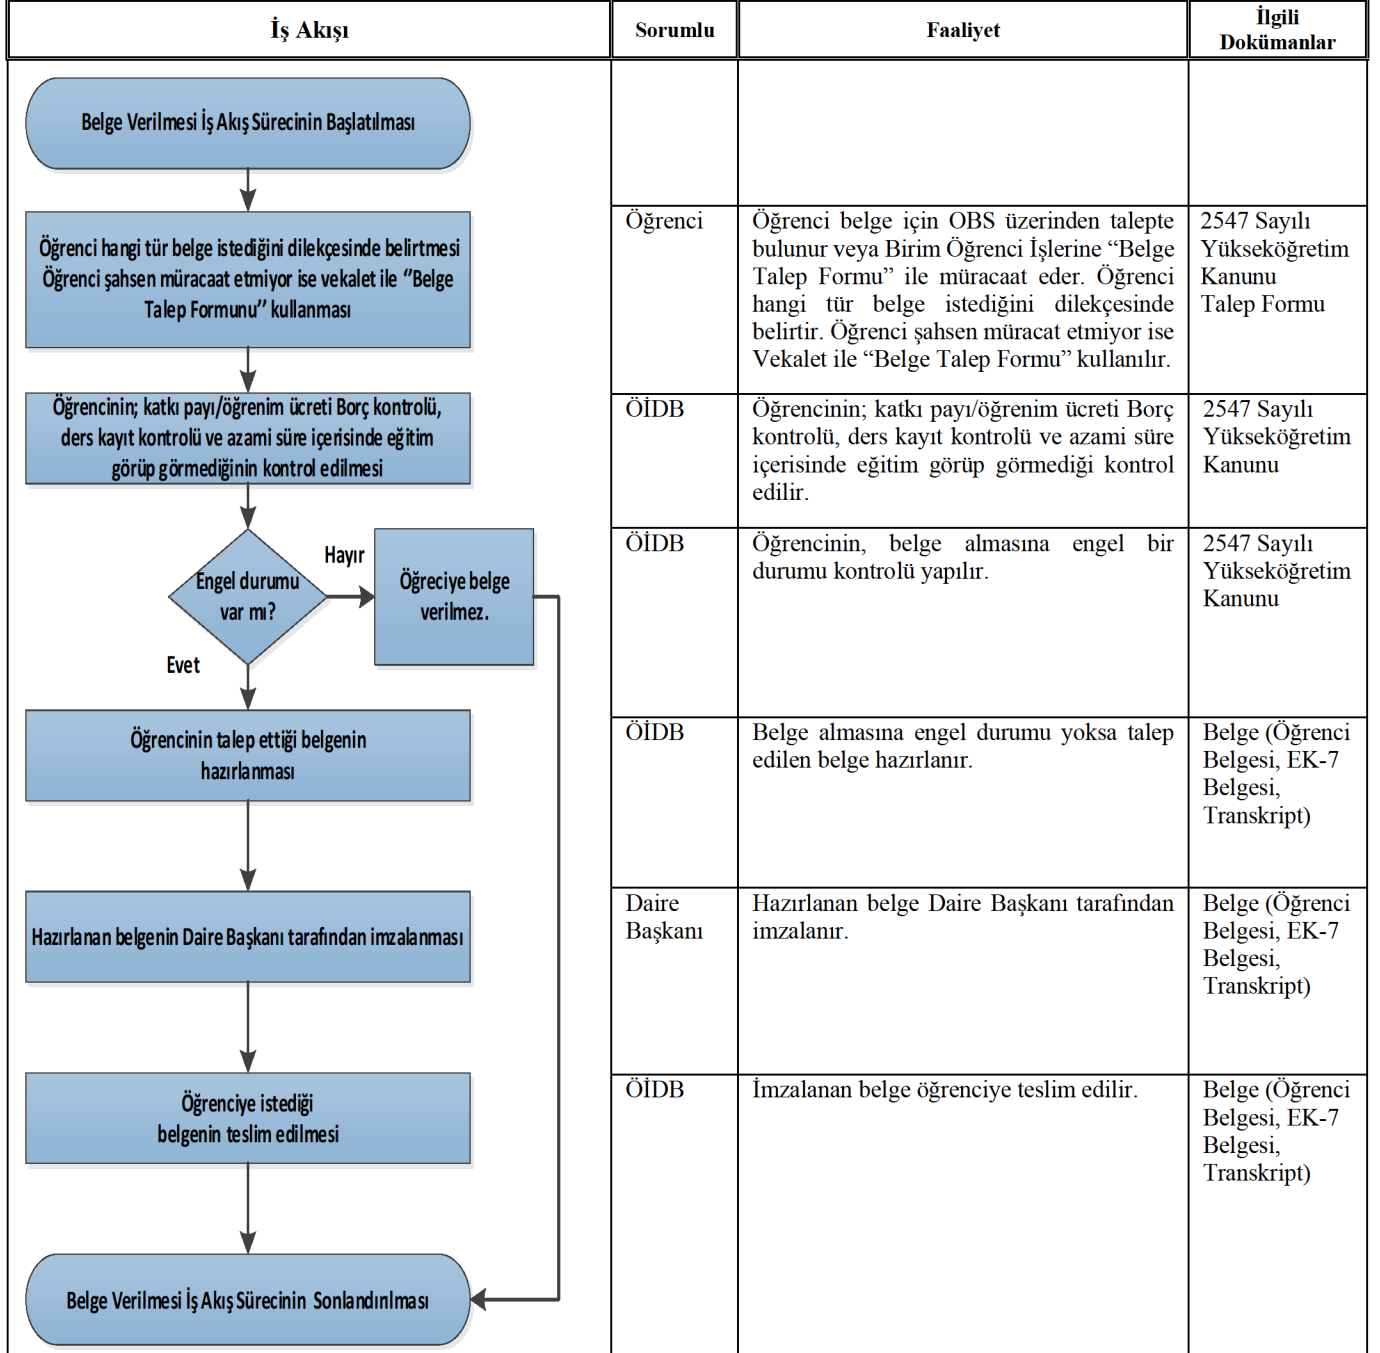 İş Akışı
Sorumlu
Faaliyet
İlgili
Dokümanlar
Belge Verilmesi İş Akış Sürecinin Başlatılması
Öğrenci hangi tür belge istediğini dilekçesinde belirtmesi
Öğrenci şahsen müracaat etmiyor ise vekalet ile ‘’Belge
Talep Formunu’’ kullanması
Öğrenci
Öğrenci belge için OBS üzerinden talepte
bulunur veya Birim Öğrenci İşlerine “Belge
Talep Formu” ile müracaat eder. Öğrenci
hangi tür belge istediğini dilekçesinde
belirtir. Öğrenci şahsen müracat etmiyor ise
Vekalet ile “Belge Talep Formu” kullanılır.
2547 Sayılı
Yükseköğretim
Kanunu
Talep Formu
Öğrencinin; katkı payı/öğrenim ücreti Borç kontrolü,
ders kayıt kontrolü ve azami süre içerisinde eğitim
görüp görmediğinin kontrol edilmesi
ÖİDB
Öğrencinin; katkı payı/öğrenim ücreti Borç
kontrolü, ders kayıt kontrolü ve azami süre
içerisinde eğitim görüp görmediği kontrol
edilir.
2547 Sayılı
Yükseköğretim
Kanunu
Engel durumu
var mı?
Hayır
Öğreciye belge
verilmez.
Evet
ÖİDB
Öğrencinin, belge almasına engel bir
durumu kontrolü yapılır.
2547 Sayılı
Yükseköğretim
Kanunu
Öğrencinin talep ettiği belgenin
hazırlanması
ÖİDB
Belge almasına engel durumu yoksa talep
edilen belge hazırlanır.
Belge (Öğrenci
Belgesi, EK-7
Belgesi,
Transkript)
Hazırlanan belgenin Daire Başkanı tarafından imzalanması
Daire
Başkanı
Hazırlanan belge Daire Başkanı tarafından
imzalanır.
Belge (Öğrenci
Belgesi, EK-7
Belgesi,
Transkript)
Öğrenciye istediği
belgenin teslim edilmesi
ÖİDB
İmzalanan belge öğrenciye teslim edilir.
Belge (Öğrenci
Belgesi, EK-7
Belgesi,
Transkript)
Belge Verilmesi İş Akış Sürecinin Sonlandırılması